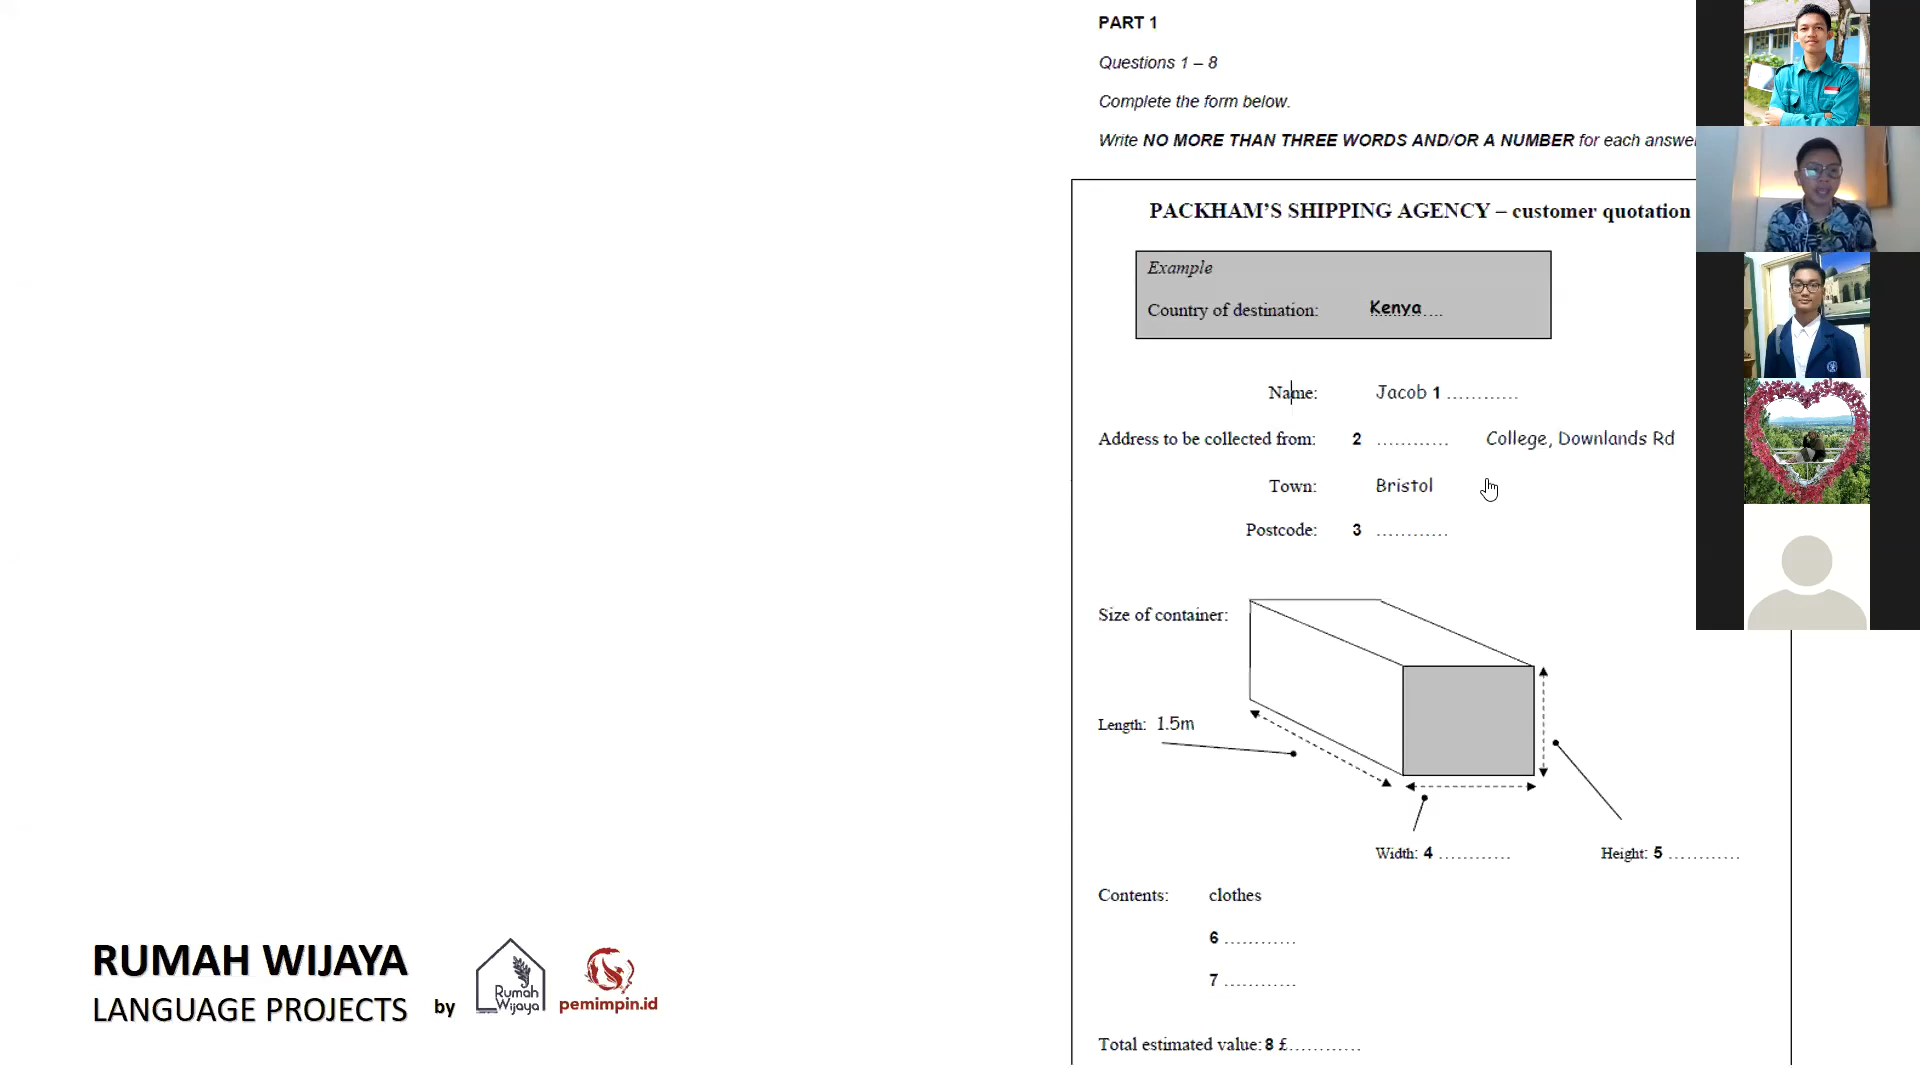 PART 1
Questions 1 – 8
Complete the form below.
Write NO MORE THAN THREE WORDS AND/OR A NUMBER for each
PACKHAM'S SHIPPING AGENCY – customer quotation
Example
Country of destination: Kenya....
Name: Jacob 1 ............
Address to be collected from: 2 ............ College, Downlands Rd
Town: Bristol
Postcode: 3 ............
Size of container:
Length: 1.5m
Width: 4 ............ Height: 5 ............
Contents: clothes
6 ............
7 ............
Total estimated value: 8 £............
RUMAH WIJAYA
LANGUAGE PROJECTS by
Rumah
Wijaya
pemimpin.id